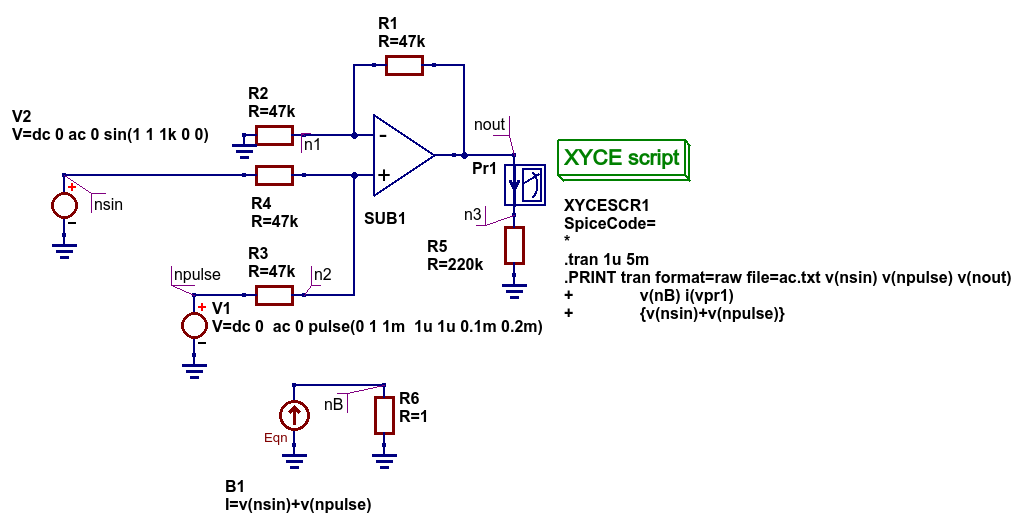 R1
R=47k
V2
V=dc 0 ac 0 sin(1 1 1k 0 0)
R2
R=47k
n1
-
+
nout
Pr1
XYCE script
nsin
+
-
R4
R=47k
SUB1
n3
XYCESCR1
SpiceCode=
*
.tran 1u 5m
.PRINT tran format=raw file=ac.txt v(nsin) v(npulse) v(nout)
+ v(nB) i(vpr1)
+ {v(nsin)+v(npulse)}
R5
R=220k
R3
R=47k
npulse
n2
+
-
V1
V=dc 0  ac 0 pulse(0 1 1m  1u 1u 0.1m 0.2m)
nB
R6
R=1
Eqn
B1
I=v(nsin)+v(npulse)